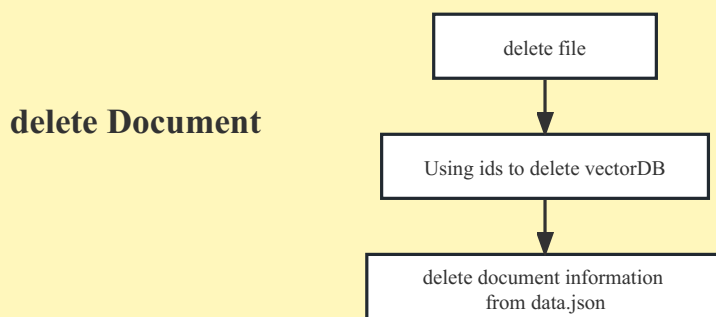 delete Document
delete file
Using ids to delete vectorDB
delete document information
from data.json